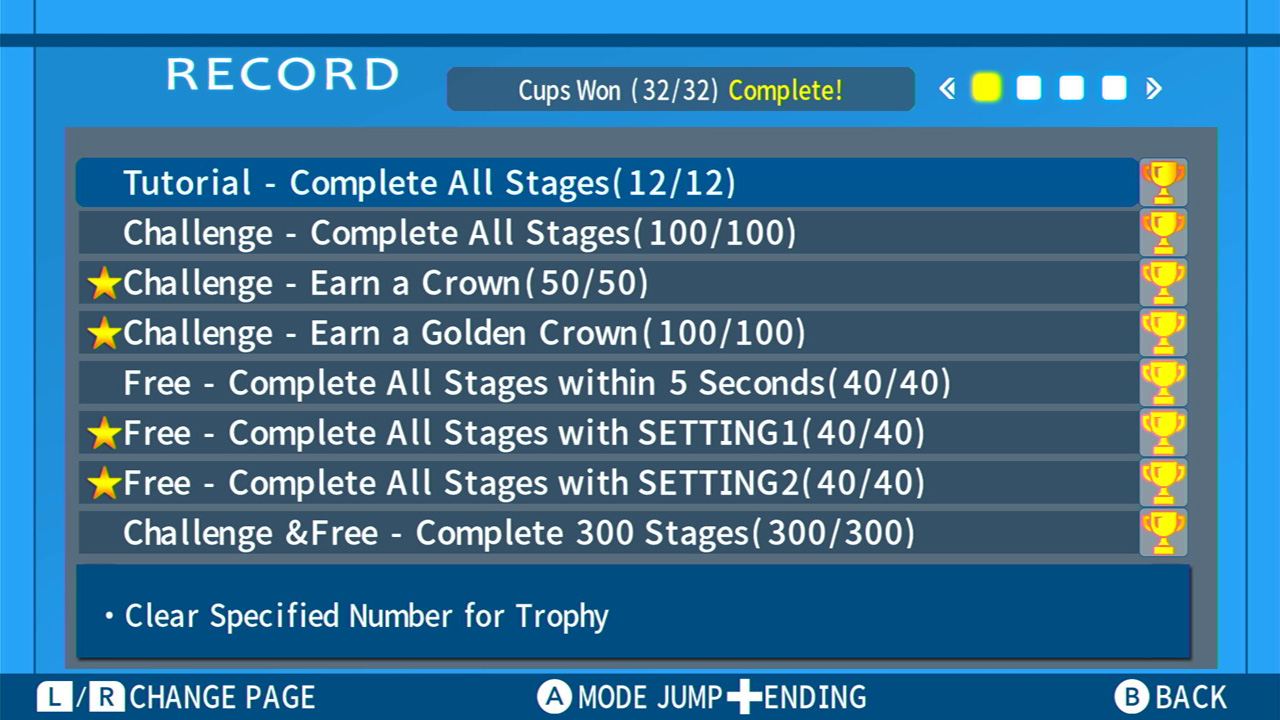 RECORD
Cups Won (32/32) Complete!
Tutorial - Complete All Stages(12/12)
Challenge - Complete All Stages(100/100)
Challenge - Earn a Crown(50/50)
Challenge - Earn a Golden Crown(100/100)
Free - Complete All Stages within 5 Seconds(40/40)
Free - Complete All Stages with SETTING1(40/40)
Free - Complete All Stages with SETTING2(40/40)
Challenge &Free - Complete 300 Stages(300/300)
・Clear Specified Number for Trophy
L/R CHANGE PAGE
A MODE JUMP ENDING
B BACK